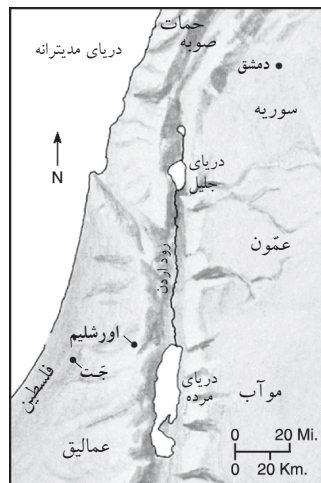 حمات
صوبه
دریای مدیترانه
دمشق
سوریه
N
دریای
جلیل
عمّون
رود اردن
اورشلیم
جَت
دریای
مرده
موآب
فلسطین
عمالیق
0 20 Mi.
0 20 Km.